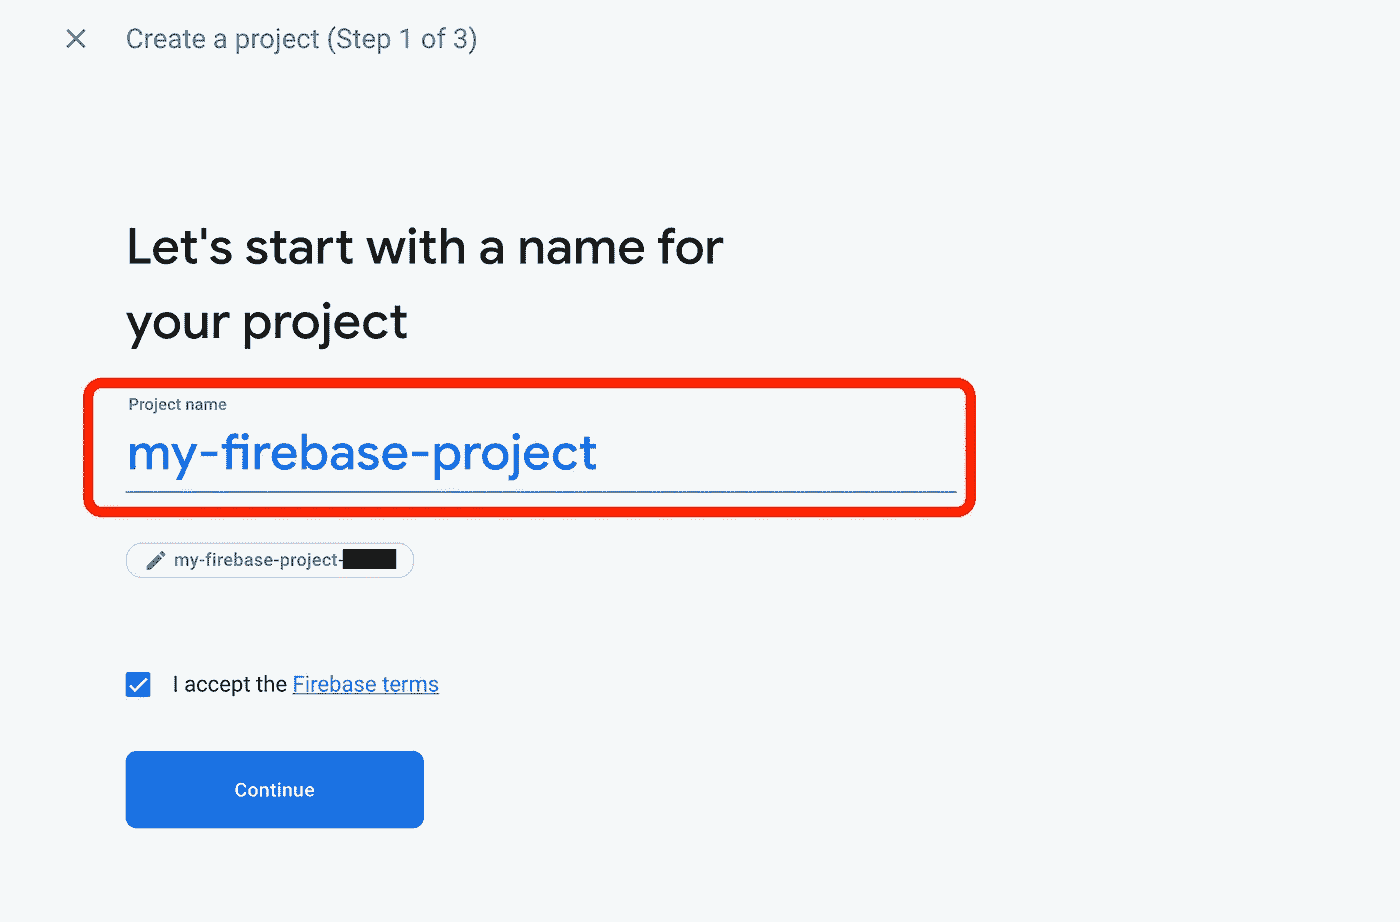 Create a project (Step 1 of 3)
Let's start with a name for
your project
Project name
my-firebase-project
my-firebase-project-
I accept the Firebase terms
Continue